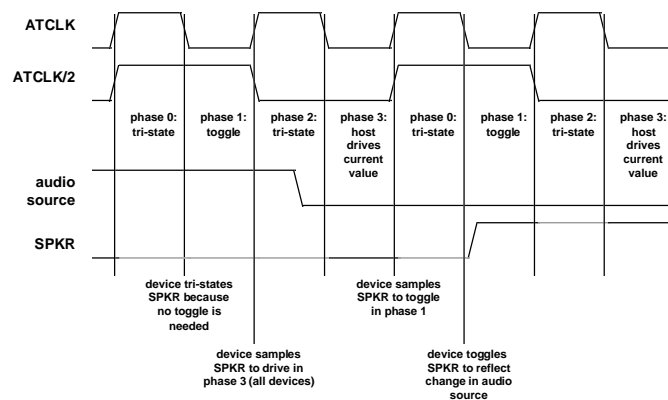 ATCLK
ATCLK/2
phase 0:
tri-state
phase 1:
toggle
phase 2:
tri-state
phase 3:
host
drives
current
value
phase 0:
tri-state
phase 1:
toggle
phase 2:
tri-state
phase 3:
host
drives
current
value
audio
source
SPKR
device tri-states
SPKR because
no toggle is
needed
device samples
SPKR to toggle
in phase 1
device samples
SPKR to drive in
phase 3 (all devices)
device toggles
SPKR to reflect
change in audio
source